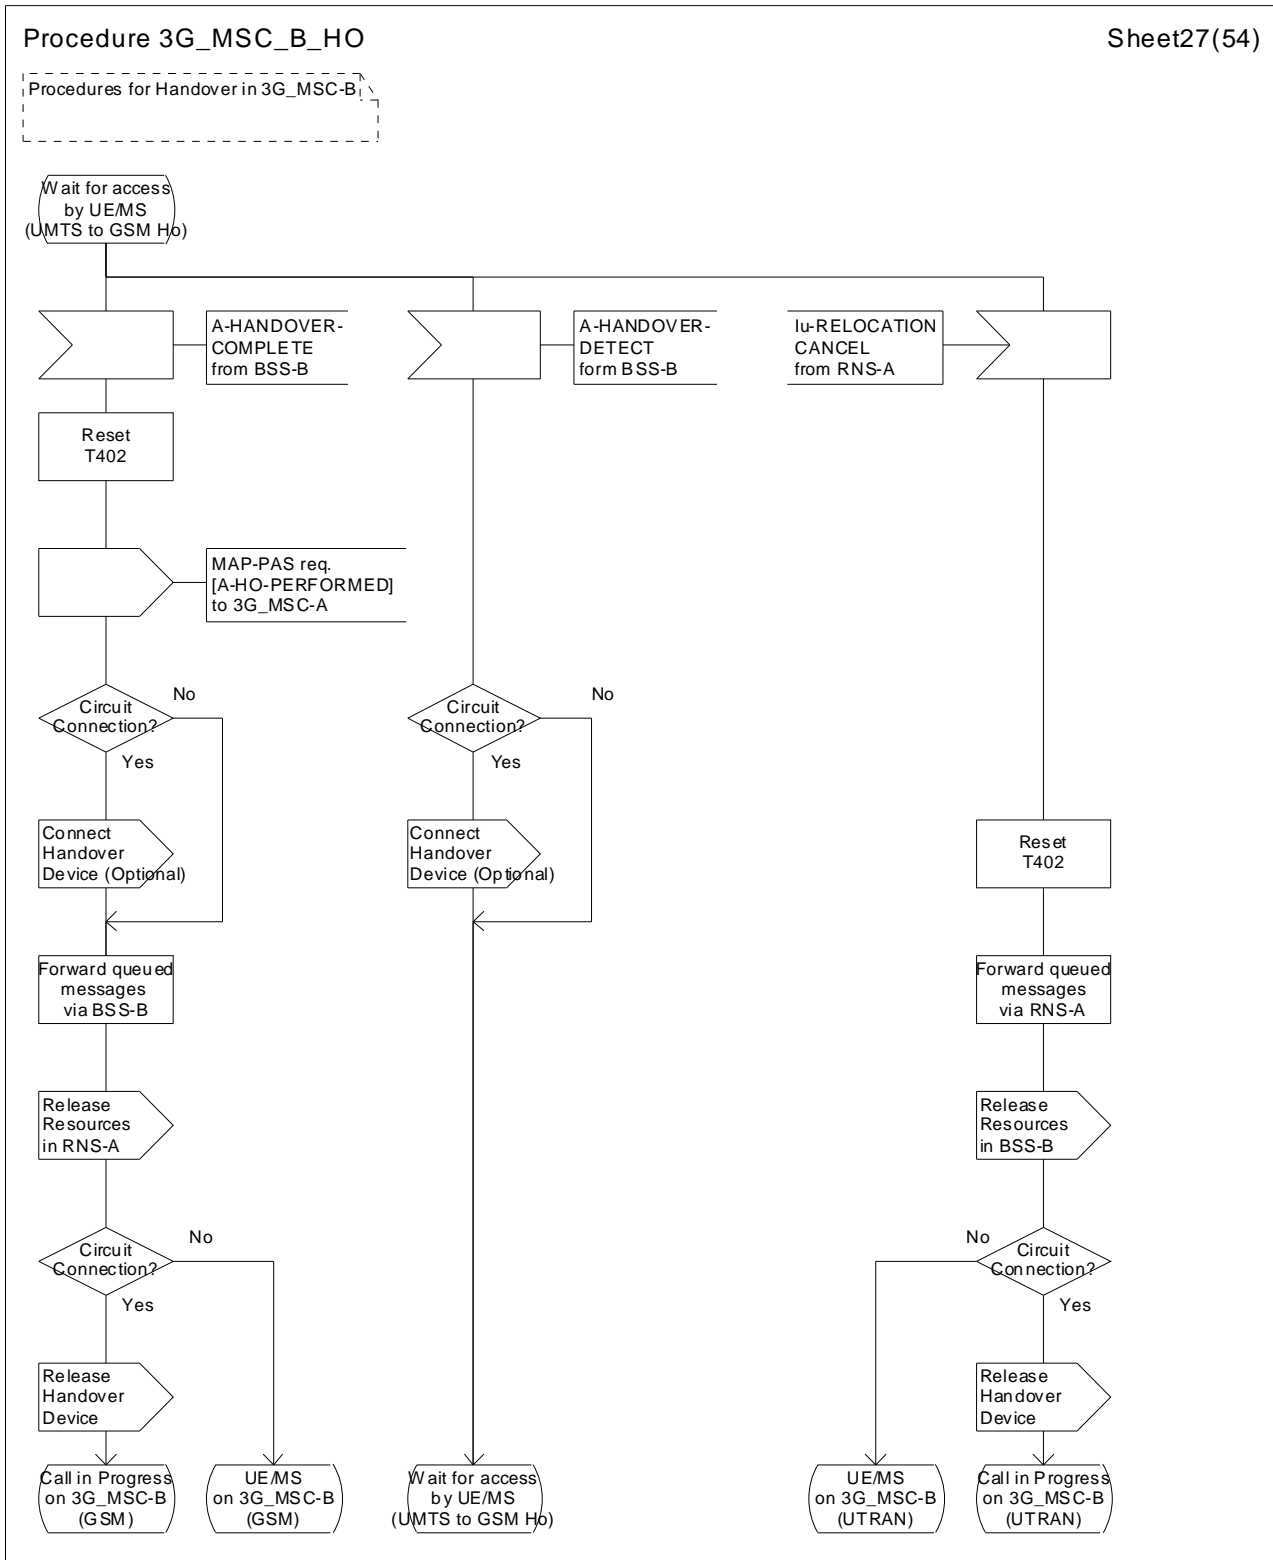 Procedure 3G_MSC_B_HO
Sheet27(54)
Procedures for Handover in 3G_MSC-B
Wait for access
by UE/MS
(UMTS to GSM Ho)
A-HANDOVER-
COMPLETE
from BSS-B
A-HANDOVER-
DETECT
form BSS-B
Iu-RELOCATION
CANCEL
from RNS-A
Reset
T402
MAP-PAS req.
[A-HO-PERFORMED]
to 3G_MSC-A
Circuit
Connection?
No
Yes
Circuit
Connection?
No
Yes
Connect
Handover
Device (Optional)
Connect
Handover
Device (Optional)
Reset
T402
Forward queued
messages
via BSS-B
Forward queued
messages
via RNS-A
Release
Resources
in RNS-A
Release
Resources
in BSS-B
Circuit
Connection?
No
Yes
No
Circuit
Connection?
Yes
Release
Handover
Device
Release
Handover
Device
Call in Progress
on 3G_MSC-B
(GSM)
UE/MS
on 3G_MSC-B
(GSM)
Wait for access
by UE/MS
(UMTS to GSM Ho)
UE/MS
on 3G_MSC-B
(UTRAN)
Call in Progress
on 3G_MSC-B
(UTRAN)